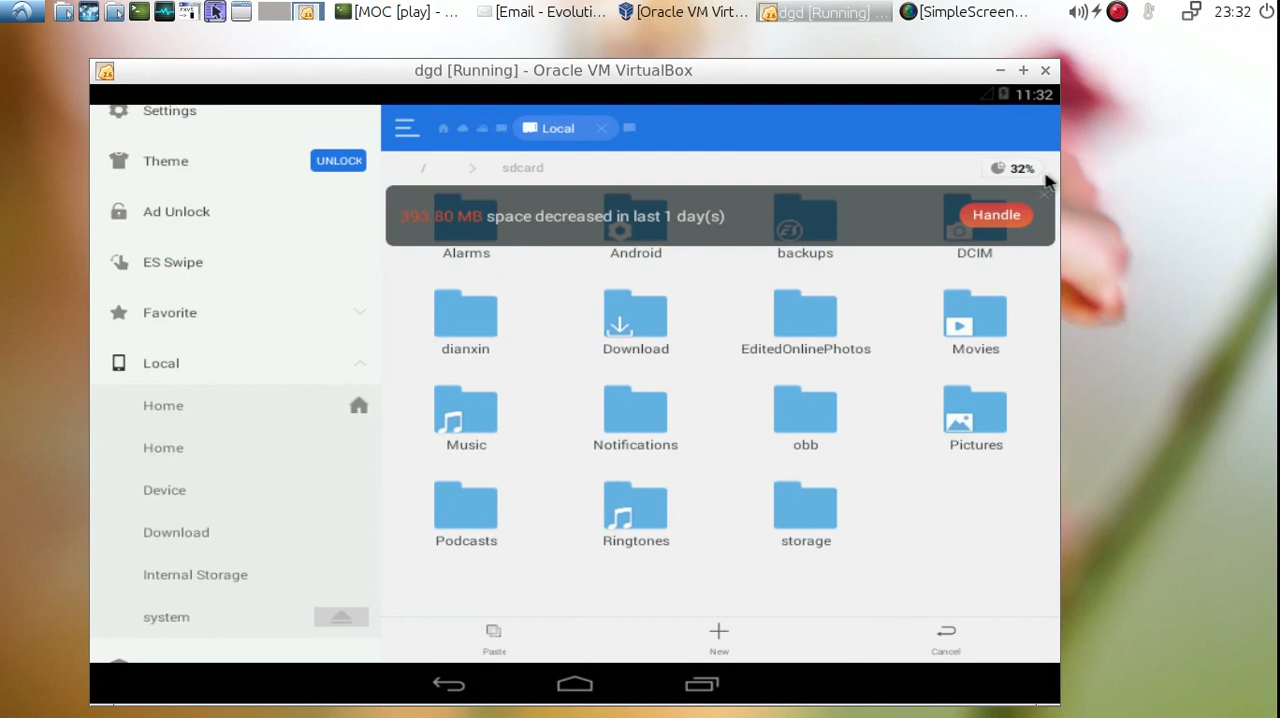 [MOC [play] - ...
[Email - Evoluti...
[Oracle VM Virt...
dgd [Running] ...
[SimpleScreen...
23:32
dgd [Running] - Oracle VM VirtualBox
11:32
Settings
Theme
UNLOCK
Ad Unlock
ES Swipe
Favorite
Local
Home
Home
Device
Download
Internal Storage
system
Local
/ > sdcard
32%
393.80 MB space decreased in last 1 day(s)
Handle
Alarms
Android
backups
DCIM
dianxin
Download
EditedOnlinePhotos
Movies
Music
Notifications
obb
Pictures
Podcasts
Ringtones
storage
Paste
New
Cancel